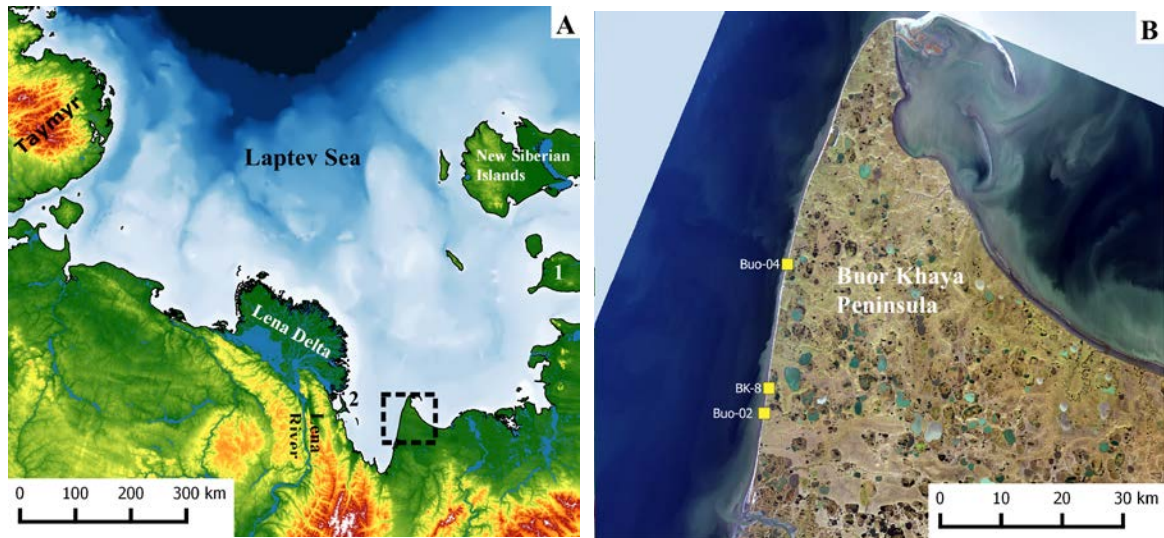 A
Taymyr
Laptev Sea
New Siberian
Islands
1
Lena Delta
2
Lena
River
0 100 200 300 km
B
Buo-04
Buor Khaya
Peninsula
BK-8
Buo-02
0 10 20 30 km